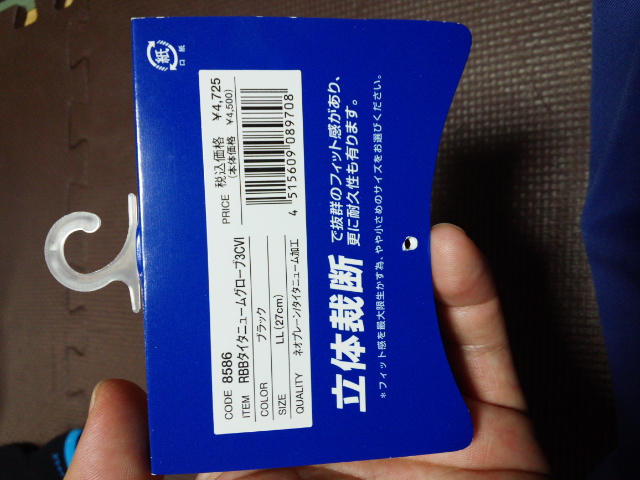 立体裁断で抜群のフィット感があり、
更に耐久性も有ります。
*フィット感を最大限生かす為、やや小さめのサイズをお選びください。
CODE 8586
ITEM RBBタイタニュームグローブ3CVI
COLOR ブラック
SIZE LL(27cm)
QUALITY ネオプレーン/タイタニューム加工
PRICE 税込価格 ¥4,725
(本体価格 ¥4,500)
4 515609 089708
紙
口 紙